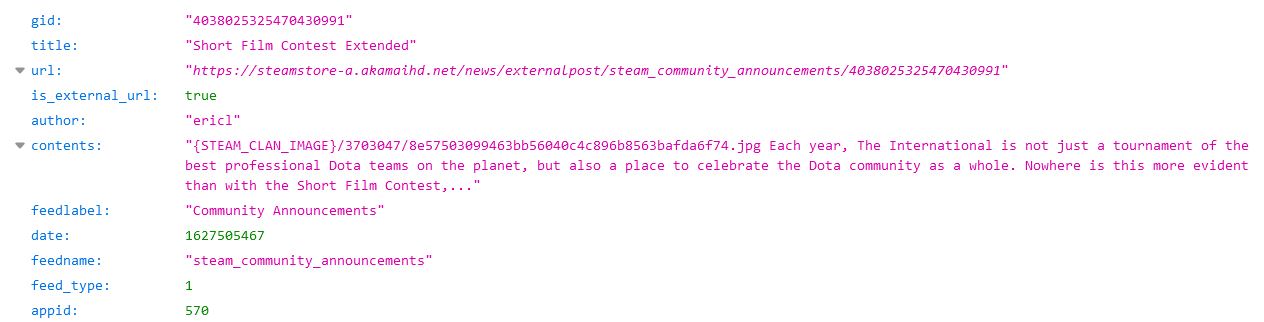 gid: "4038025325470430991"
title: "Short Film Contest Extended"
url: "https://steamstore-a.akamaihd.net/news/externalpost/steam_community_announcements/4038025325470430991"
is_external_url: true
author: "ericl"
contents: "{STEAM_CLAN_IMAGE}/3703047/8e57503099463bb56040c4c896b8563bafda6f74.jpg Each year, The International is not just a tournament of the
best professional Dota teams on the planet, but also a place to celebrate the Dota community as a whole. Nowhere is this more evident
than with the Short Film Contest,..."
feedlabel: "Community Announcements"
date: 1627505467
feedname: "steam_community_announcements"
feed_type: 1
appid: 570